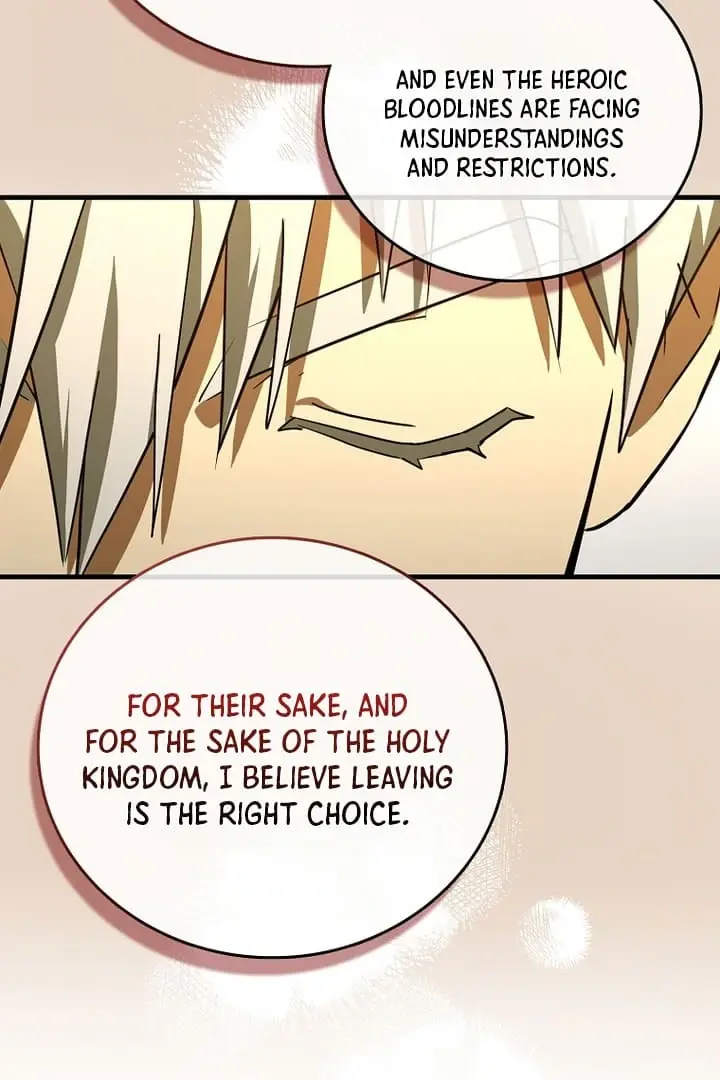 AND EVEN THE HEROIC
BLOODLINES ARE FACING
MISUNDERSTANDINGS
AND RESTRICTIONS.
FOR THEIR SAKE, AND
FOR THE SAKE OF THE HOLY
KINGDOM, I BELIEVE LEAVING
IS THE RIGHT CHOICE.